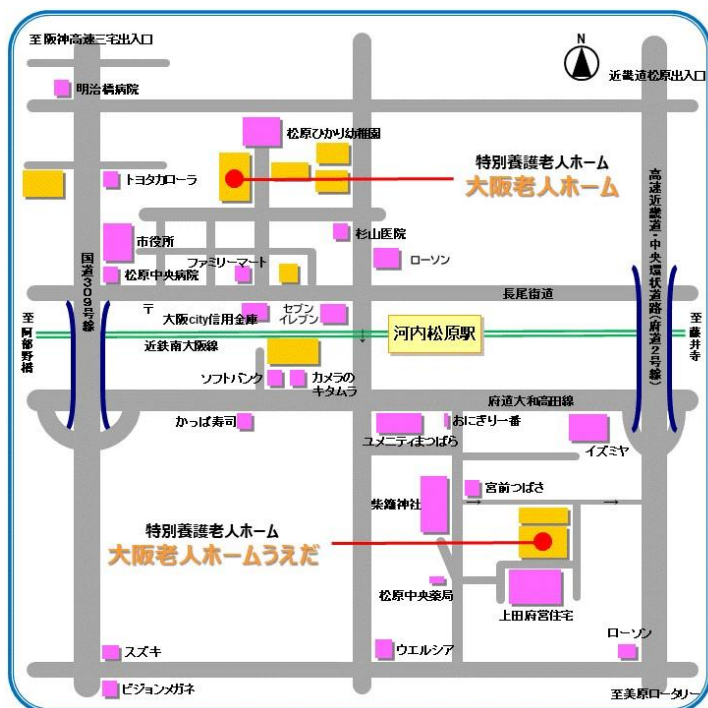 至阪神高速三宅出入口
N
近畿道松原出入口
明治橋病院
松原ひかり幼稚園
トヨタカローラ
特別養護老人ホーム
大阪老人ホーム
高速近畿道・中央環状道路(府道2号線)
市役所
杉山医院
ローソン
国道309号線
松原中央病院
ファミリーマート
長尾街道
〒
大阪city信用金庫
セブン
イレブン
河内松原駅
至阿部野橋
至藤井寺
近鉄南大阪線
ソフトバンク
カメラの
キタムラ
府道大和高田線
かっぱ寿司
おにぎり一番
ユメニティまつばら
イズミヤ
柴籬神社
宮前つばさ
特別養護老人ホーム
大阪老人ホームうえだ
松原中央薬局
上田府営住宅
スズキ
ウエルシア
ローソン
ビジョンメガネ
至美原ロータリー